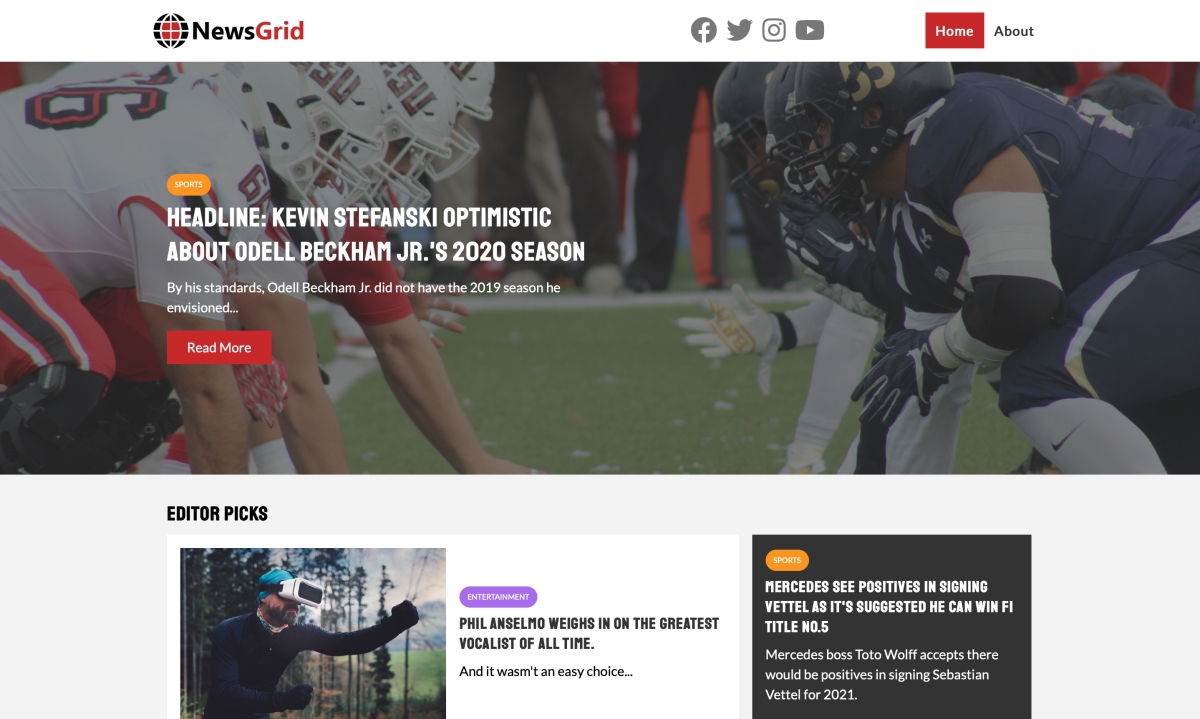 NewsGrid
Home
About
SPORTS
HEADLINE: KEVIN STEFANSKI OPTIMISTIC
ABOUT ODELL BECKHAM JR.'S 2020 SEASON
By his standards, Odell Beckham Jr. did not have the 2019 season he
envisioned...
Read More
EDITOR PICKS
ENTERTAINMENT
PHIL ANSELMO WEIGHS IN ON THE GREATEST
VOCALIST OF ALL TIME.
And it wasn't an easy choice...
SPORTS
MERCEDES SEE POSITIVES IN SIGNING
VETTEL AS IT'S SUGGESTED HE CAN WIN F1
TITLE NO.5
Mercedes boss Toto Wolff accepts there
would be positives in signing Sebastian
Vettel for 2021.